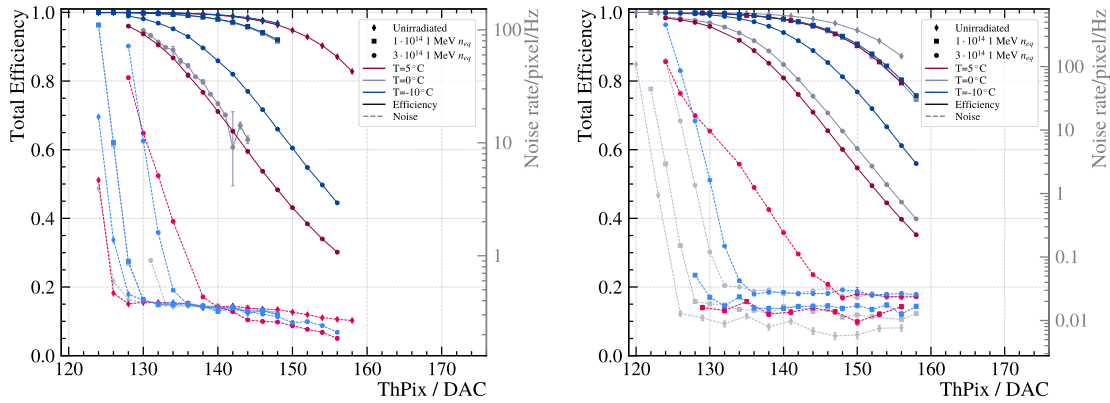 Total Efficiency
1.0
0.8
0.6
0.4
0.2
0.0
120
130
140
150
160
170
ThPix / DAC
100
10
1
Noise rate/pixel/Hz
Unirradiated
1·10¹⁴ 1 MeV n_eq
3·10¹⁴ 1 MeV n_eq
T=5°C
T=0°C
T=-10°C
Efficiency
Noise
Total Efficiency
1.0
0.8
0.6
0.4
0.2
0.0
120
130
140
150
160
170
ThPix / DAC
100
10
1
0.1
0.01
Noise rate/pixel/Hz
Unirradiated
1·10¹⁴ 1 MeV n_eq
3·10¹⁴ 1 MeV n_eq
T=5°C
T=0°C
T=-10°C
Efficiency
Noise